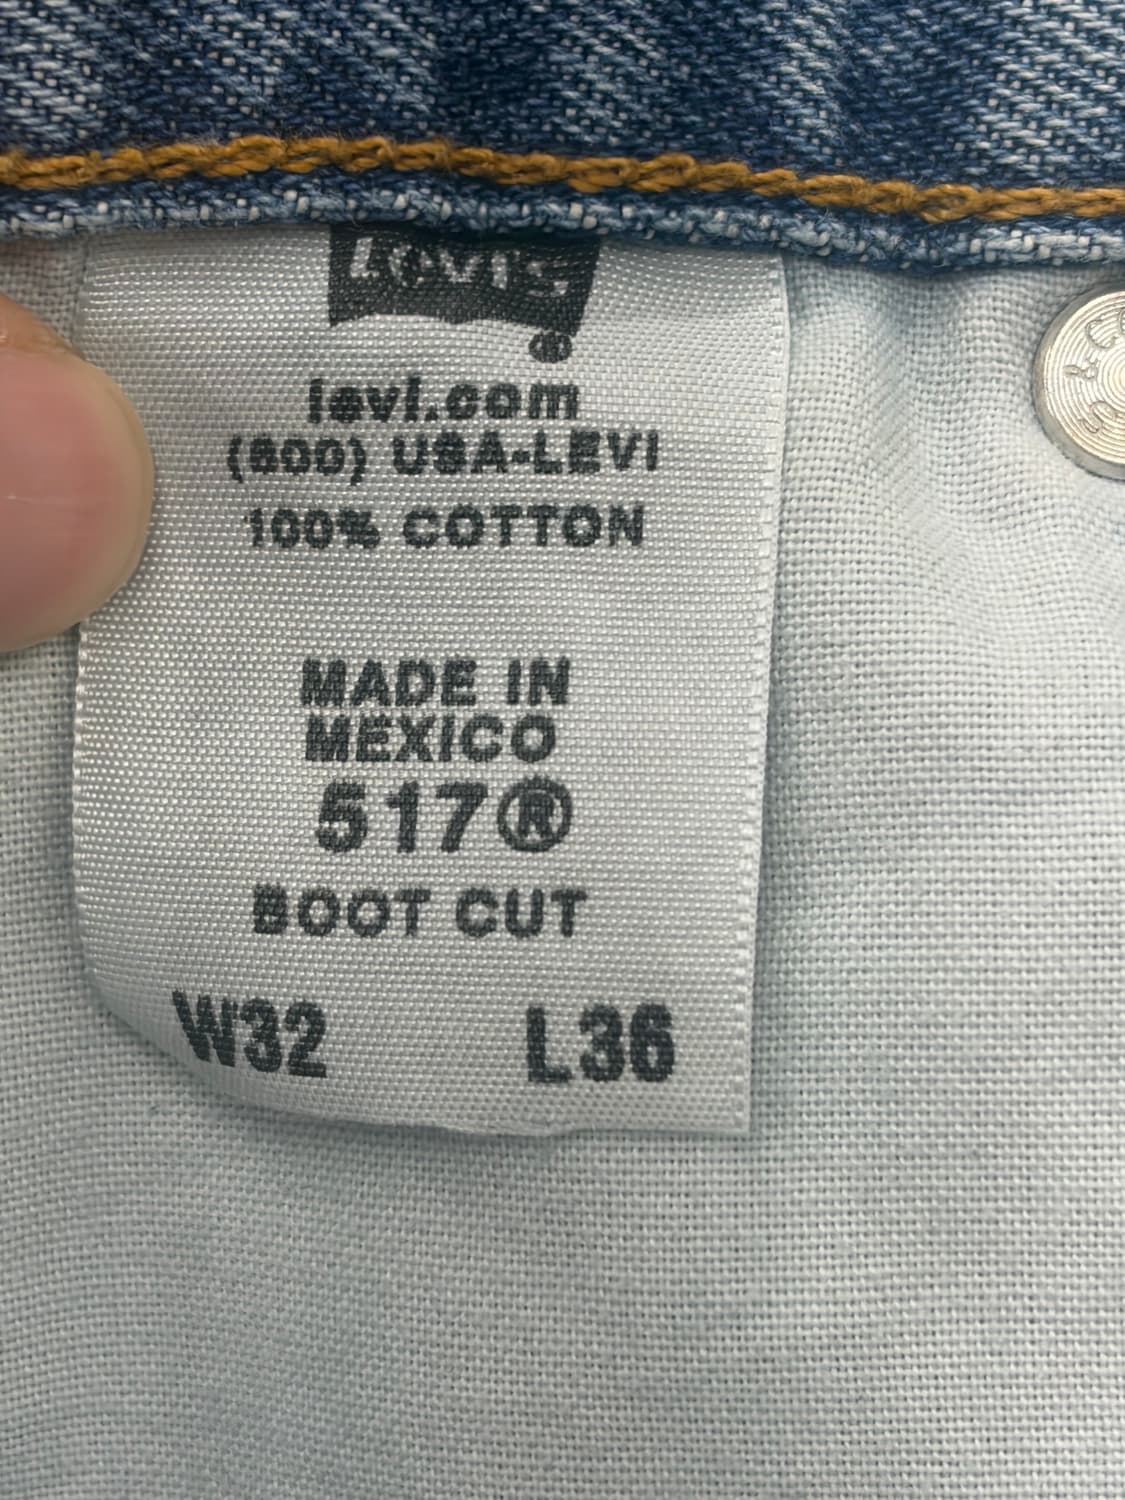 Levi's
®
levi.com
(800) USA-LEVI
100% COTTON
MADE IN
MEXICO
517®
BOOT CUT
W32 L36